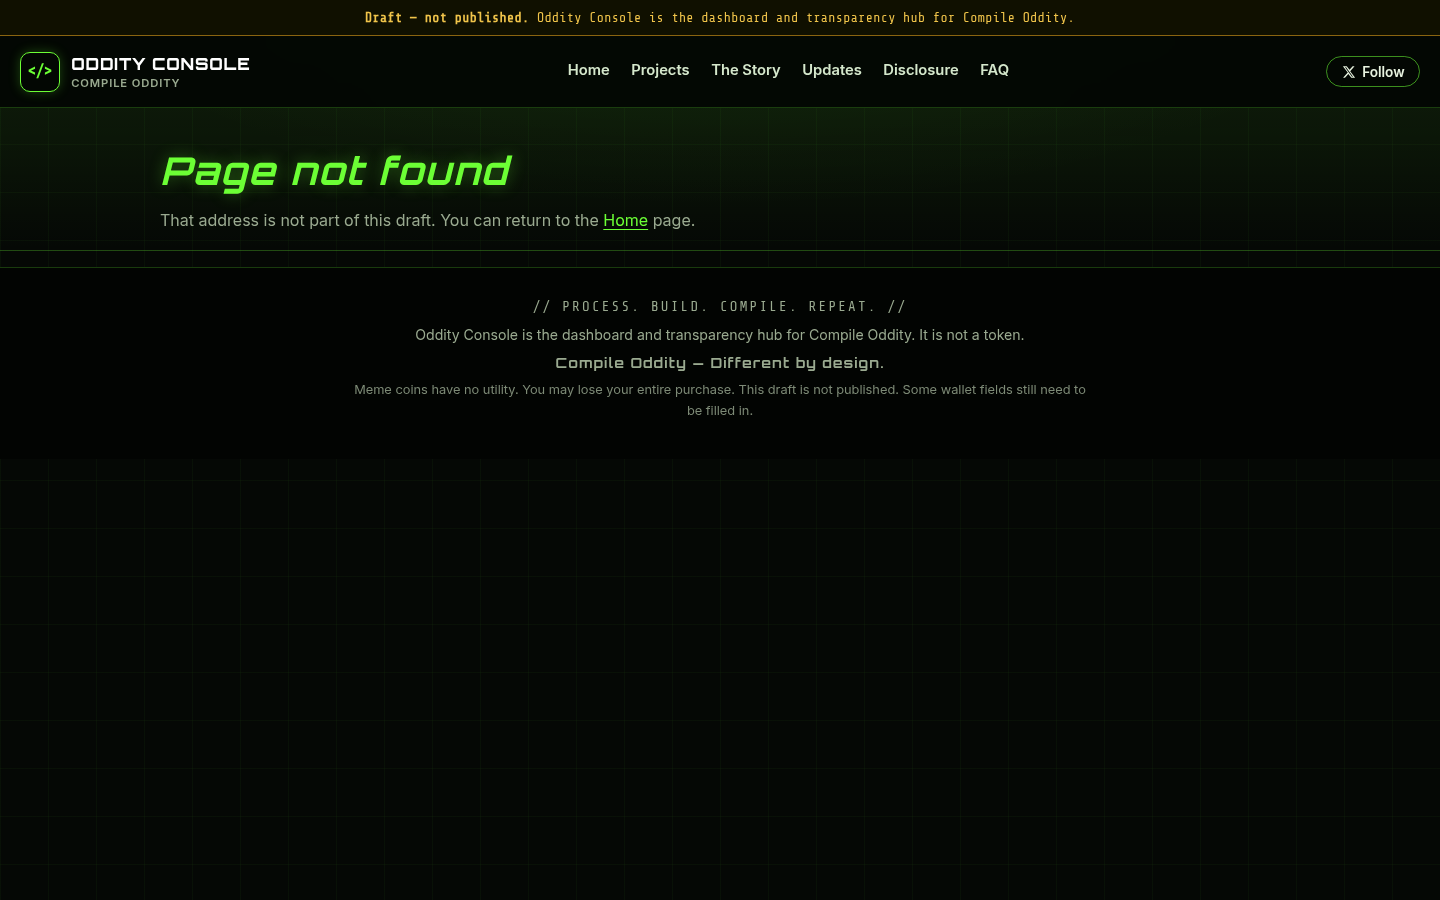 Draft — not published. Oddity Console is the dashboard and transparency hub for Compile Oddity.
</> ODDITY CONSOLE
COMPILE ODDITY
Home Projects The Story Updates Disclosure FAQ
X Follow
Page not found
That address is not part of this draft. You can return to the Home page.
// PROCESS. BUILD. COMPILE. REPEAT. //
Oddity Console is the dashboard and transparency hub for Compile Oddity. It is not a token.
Compile Oddity — Different by design.
Meme coins have no utility. You may lose your entire purchase. This draft is not published. Some wallet fields still need to
be filled in.